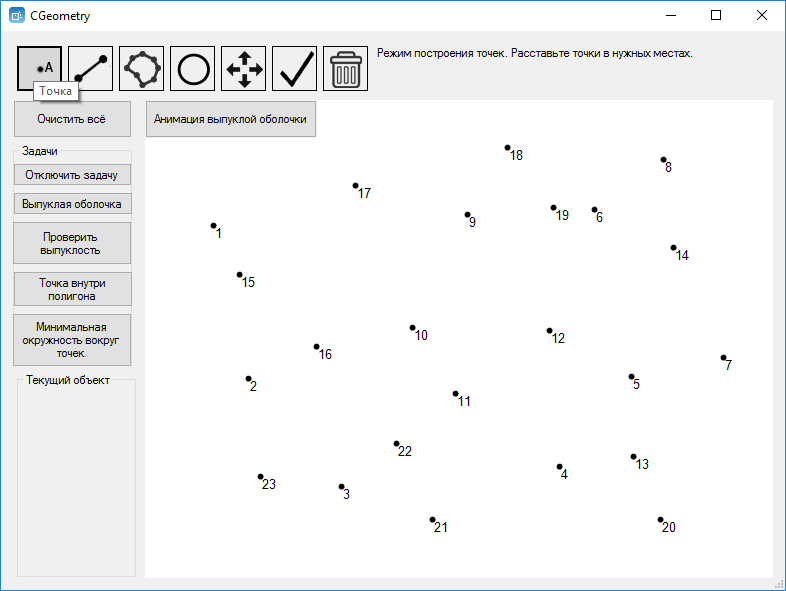 CGeometry
A
Режим построения точек. Расставьте точки в нужных местах.
Точка
Очистить всё
Анимация выпуклой оболочки
Задачи
Отключить задачу
Выпуклая оболочка
Проверить
выпуклость
Точка внутри
полигона
Минимальная
окружность вокруг
точек
Текущий объект
18
8
17
9
19
6
1
14
15
10
12
16
7
2
5
11
22
13
4
23
3
21
20